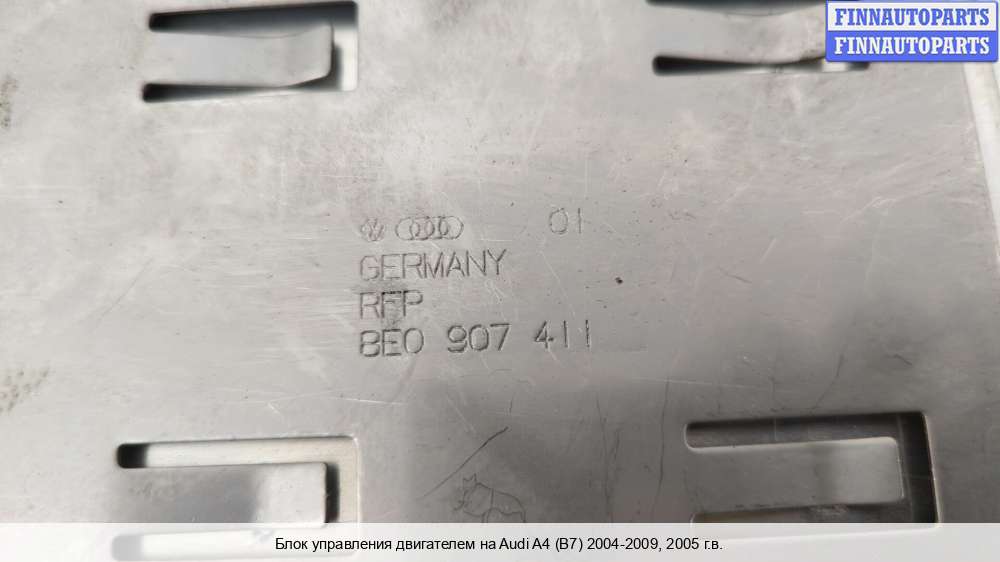 FINNAUTOPARTS
FINNAUTOPARTS
01
GERMANY
RFP
8E0 907 411
Блок управления двигателем на Audi A4 (B7) 2004-2009, 2005 г.в.